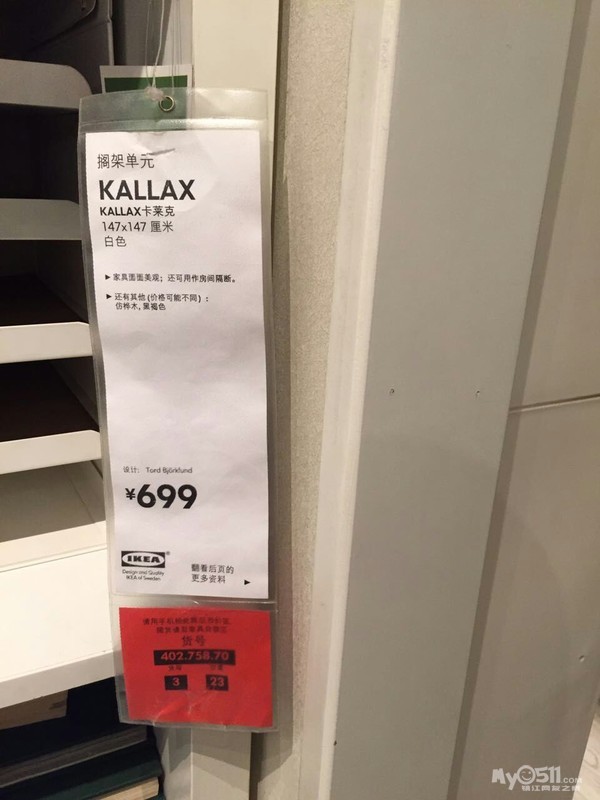 搁架单元
KALLAX
KALLAX卡莱克
147x147 厘米
白色
▶ 家具面面美观；还可用作房间隔断。
▶ 还有其他(价格可能不同)：
仿桦木,黑褐色
设计: Tord Björklund
¥699
IKEA®
Design and Quality
IKEA of Sweden
翻看后页的
更多资料 ▶
货号
402.758.70
3 23
My0511.COM